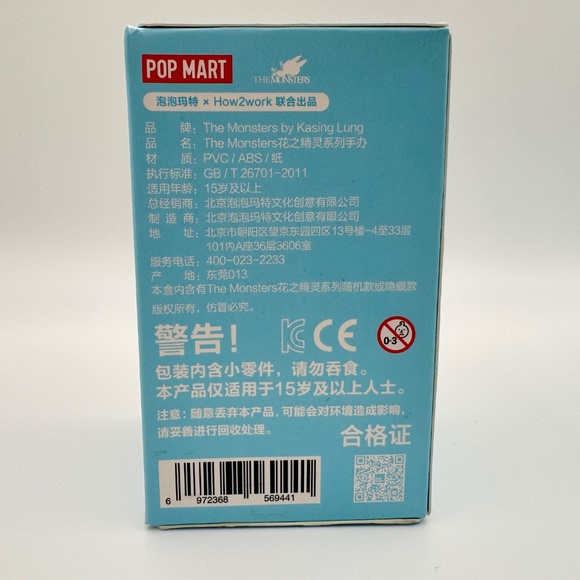 POP MART
THE MONSTERS
泡泡玛特 × How2work 联合出品
品 牌: The Monsters by Kasing Lung
品 名: The Monsters花之精灵系列手办
材 质: PVC / ABS / 纸
执行标准: GB / T 26701-2011
适用年龄: 15岁及以上
总经销商: 北京泡泡玛特文化创意有限公司
制 造 商: 北京泡泡玛特文化创意有限公司
地 址: 北京市朝阳区望京东园四区13号楼-4至33层
101内A座36层3606室
服务电话: 400-023-2233
产 地: 东莞013
本盒内含有The Monsters花之精灵系列随机款或隐藏款
版权所有，仿冒必究。
警告！
KC CE
0-3
包装内含小零件，请勿吞食。
本产品仅适用于15岁及以上人士。
注意：随意丢弃本产品，可能会对环境造成影响，
请妥善进行回收处理。
合格证
6 972368 569441